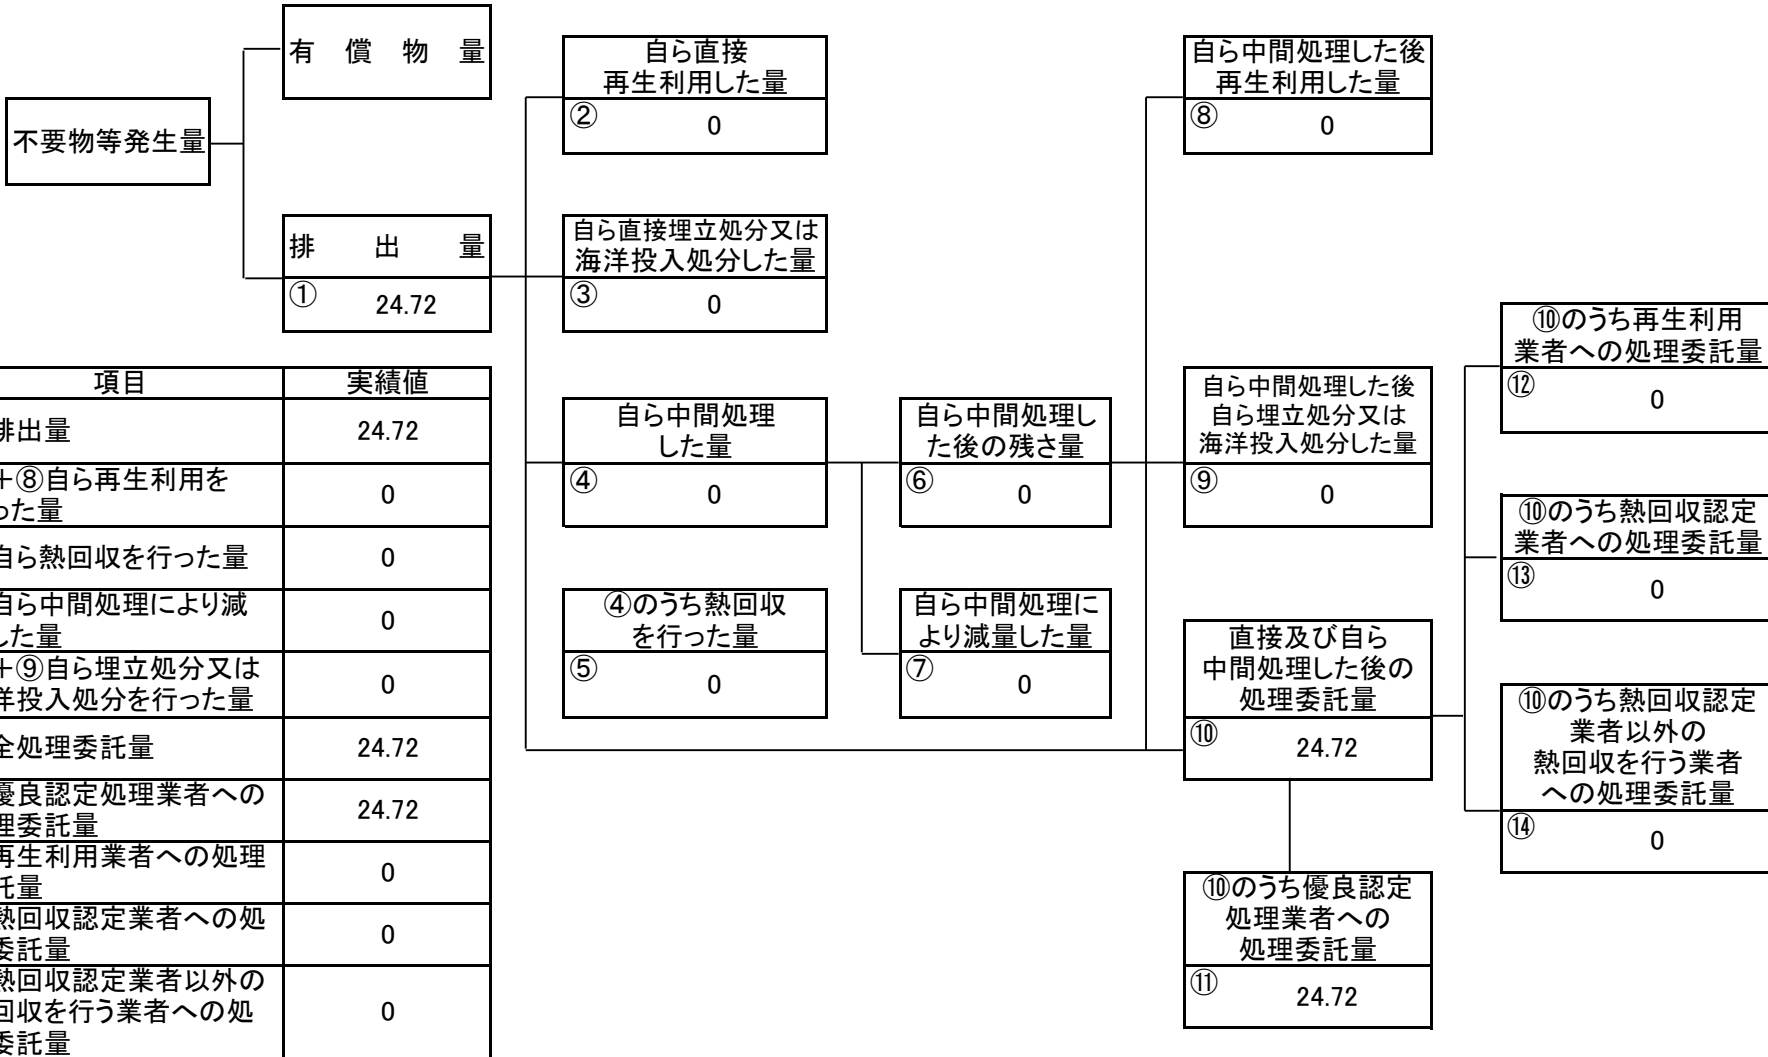 有償物量
不要物等発生量
排出量
① 24.72
自ら直接
再生利用した量
② 0
自ら直接埋立処分又は
海洋投入処分した量
③ 0
自ら中間処理
した量
④ 0
④のうち熱回収
を行った量
⑤ 0
自ら中間処理し
た後の残さ量
⑥ 0
自ら中間処理に
より減量した量
⑦ 0
自ら中間処理した後
再生利用した量
⑧ 0
自ら中間処理した後
自ら埋立処分又は
海洋投入処分した量
⑨ 0
直接及び自ら
中間処理した後の
処理委託量
⑩ 24.72
⑩のうち優良認定
処理業者への
処理委託量
⑪ 24.72
⑩のうち再生利用
業者への処理委託量
⑫ 0
⑩のうち熱回収認定
業者への処理委託量
⑬ 0
⑩のうち熱回収認定
業者以外の
熱回収を行う業者
への処理委託量
⑭ 0
項目 実績値
排出量 24.72
+⑧自ら再生利用を
った量 0
自ら熱回収を行った量 0
自ら中間処理により減
した量 0
+⑨自ら埋立処分又は
洋投入処分を行った量 0
全処理委託量 24.72
優良認定処理業者への
理委託量 24.72
再生利用業者への処理
託量 0
熱回収認定業者への処
委託量 0
熱回収認定業者以外の
回収を行う業者への処
委託量 0